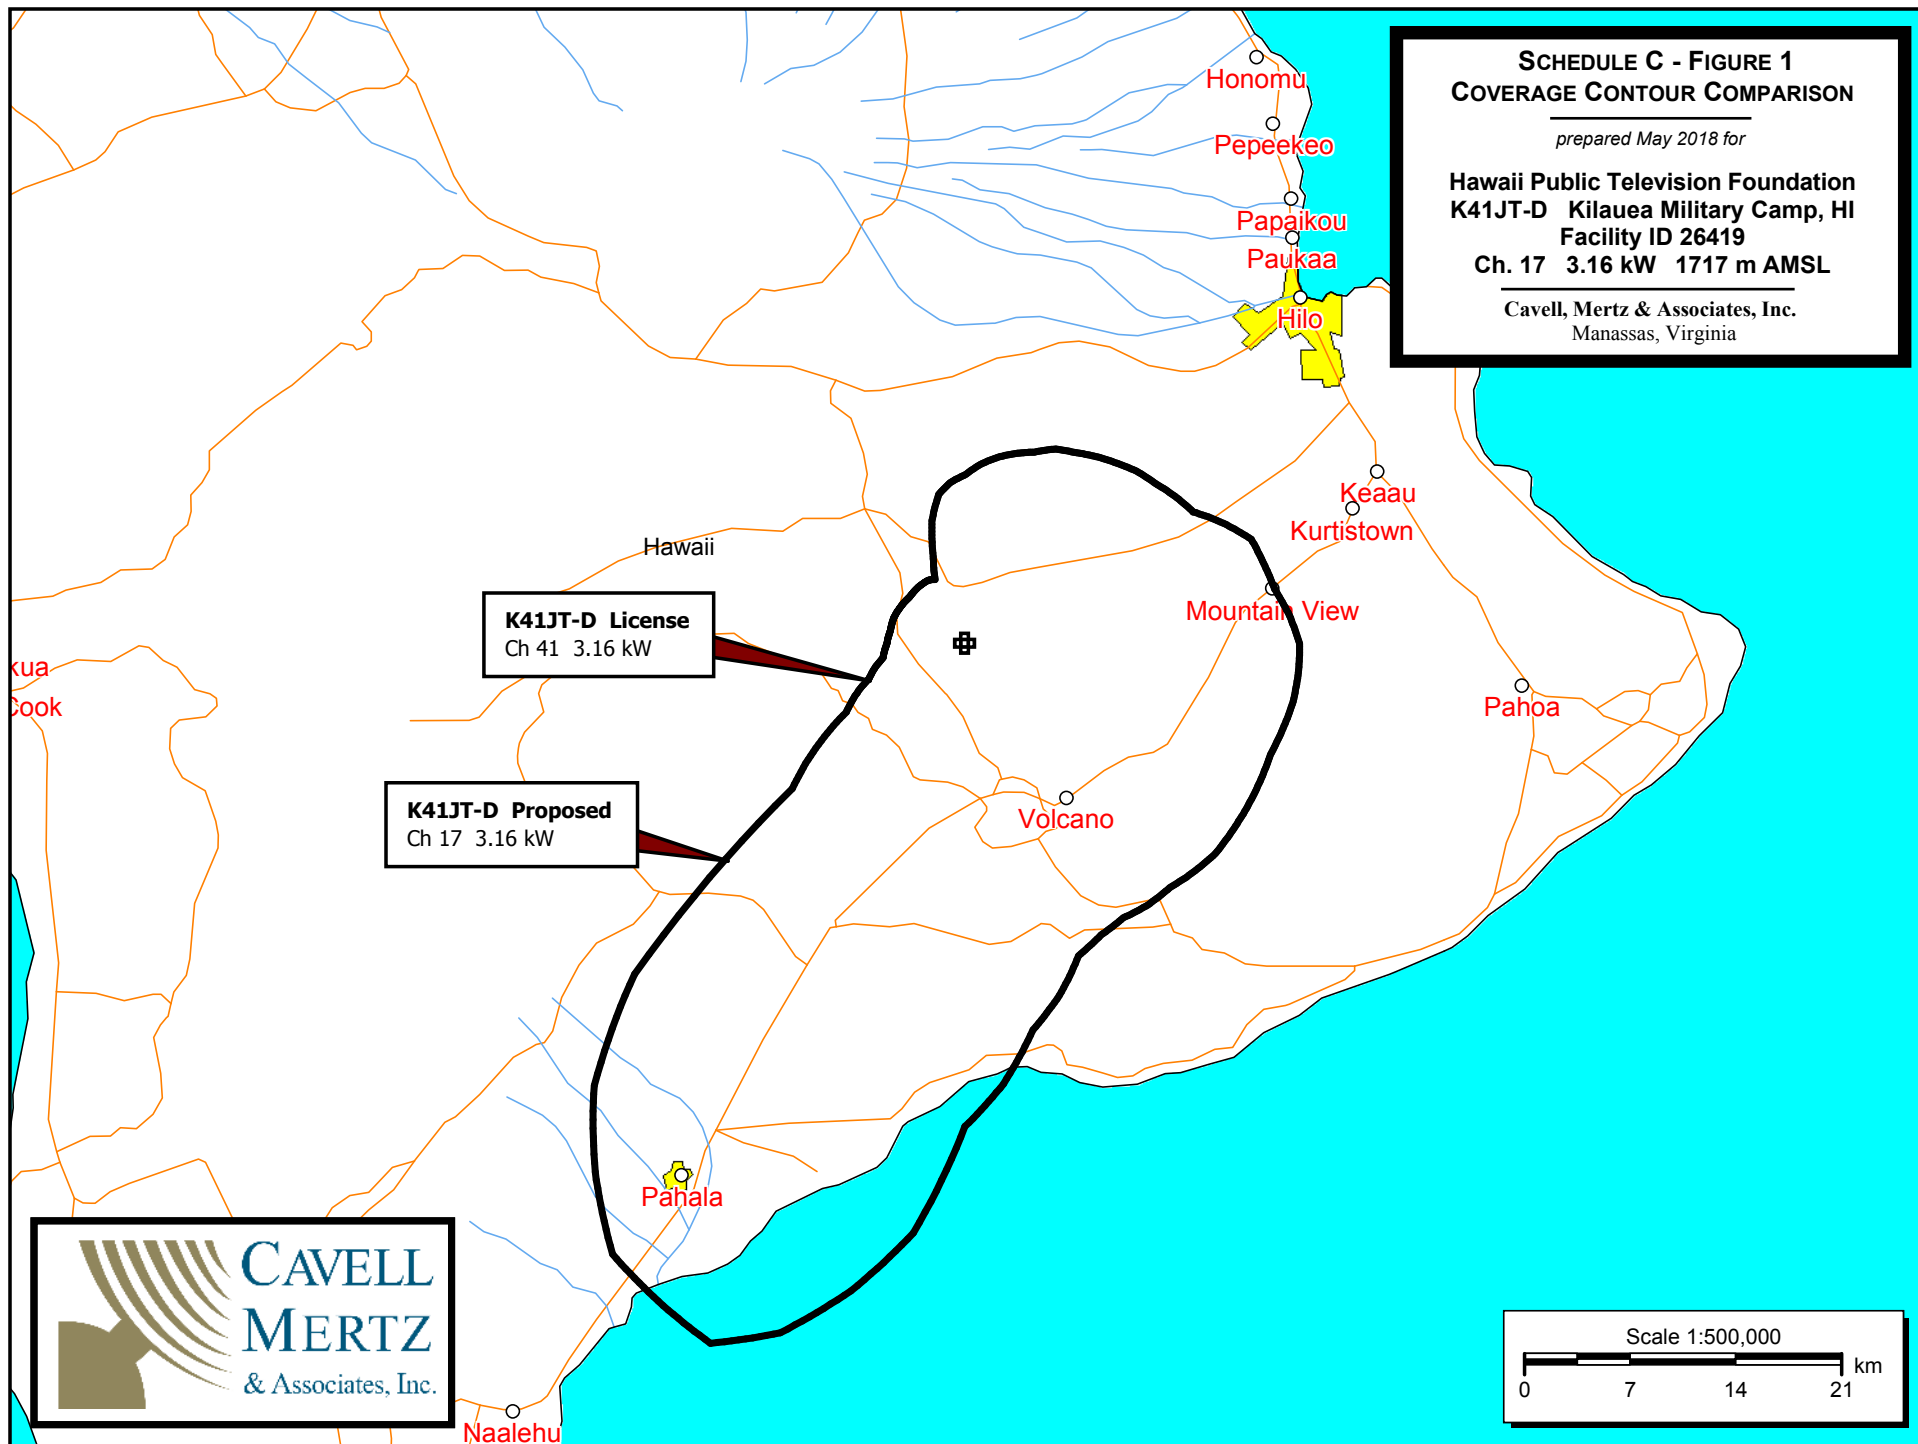 SCHEDULE C - FIGURE 1
COVERAGE CONTOUR COMPARISON
prepared May 2018 for
Hawaii Public Television Foundation
K41JT-D Kilauea Military Camp, HI
Facility ID 26419
Ch. 17 3.16 kW 1717 m AMSL
Cavell, Mertz & Associates, Inc.
Manassas, Virginia
Honomu
Pepeekeo
Papaikou
Paukaa
Hilo
Keaau
Kurtistown
Hawaii
K41JT-D License
Ch 41 3.16 kW
Mountain View
kua
Cook
Pahoa
K41JT-D Proposed
Ch 17 3.16 kW
Volcano
Pahala
CAVELL
MERTZ
& Associates, Inc.
Naalehu
Scale 1:500,000
km
0 7 14 21